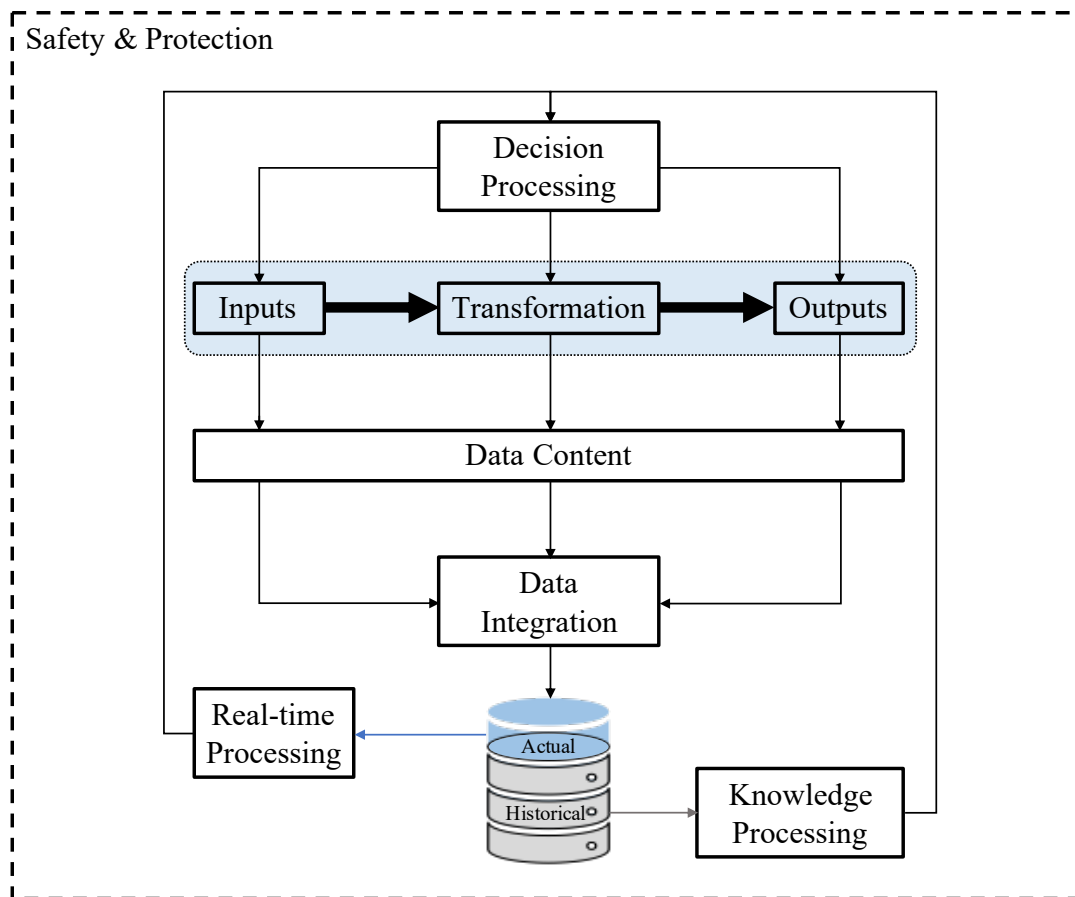 Safety & Protection
Decision
Processing
Inputs
Transformation
Outputs
Data Content
Data
Integration
Real-time
Processing
Actual
Historical
Knowledge
Processing